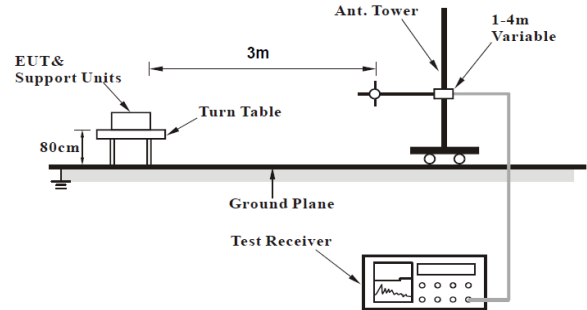 Ant. Tower
1-4m
Variable
3m
EUT&
Support Units
Turn Table
80cm
Ground Plane
Test Receiver